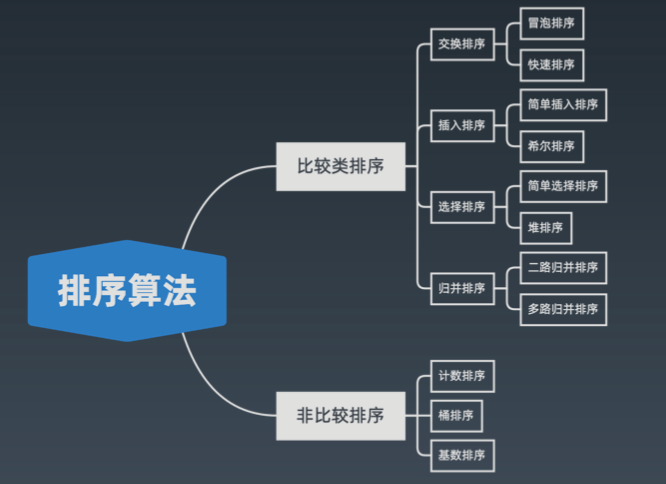 排序算法
比较类排序
交换排序
冒泡排序
快速排序
插入排序
简单插入排序
希尔排序
选择排序
简单选择排序
堆排序
归并排序
二路归并排序
多路归并排序
非比较排序
计数排序
桶排序
基数排序